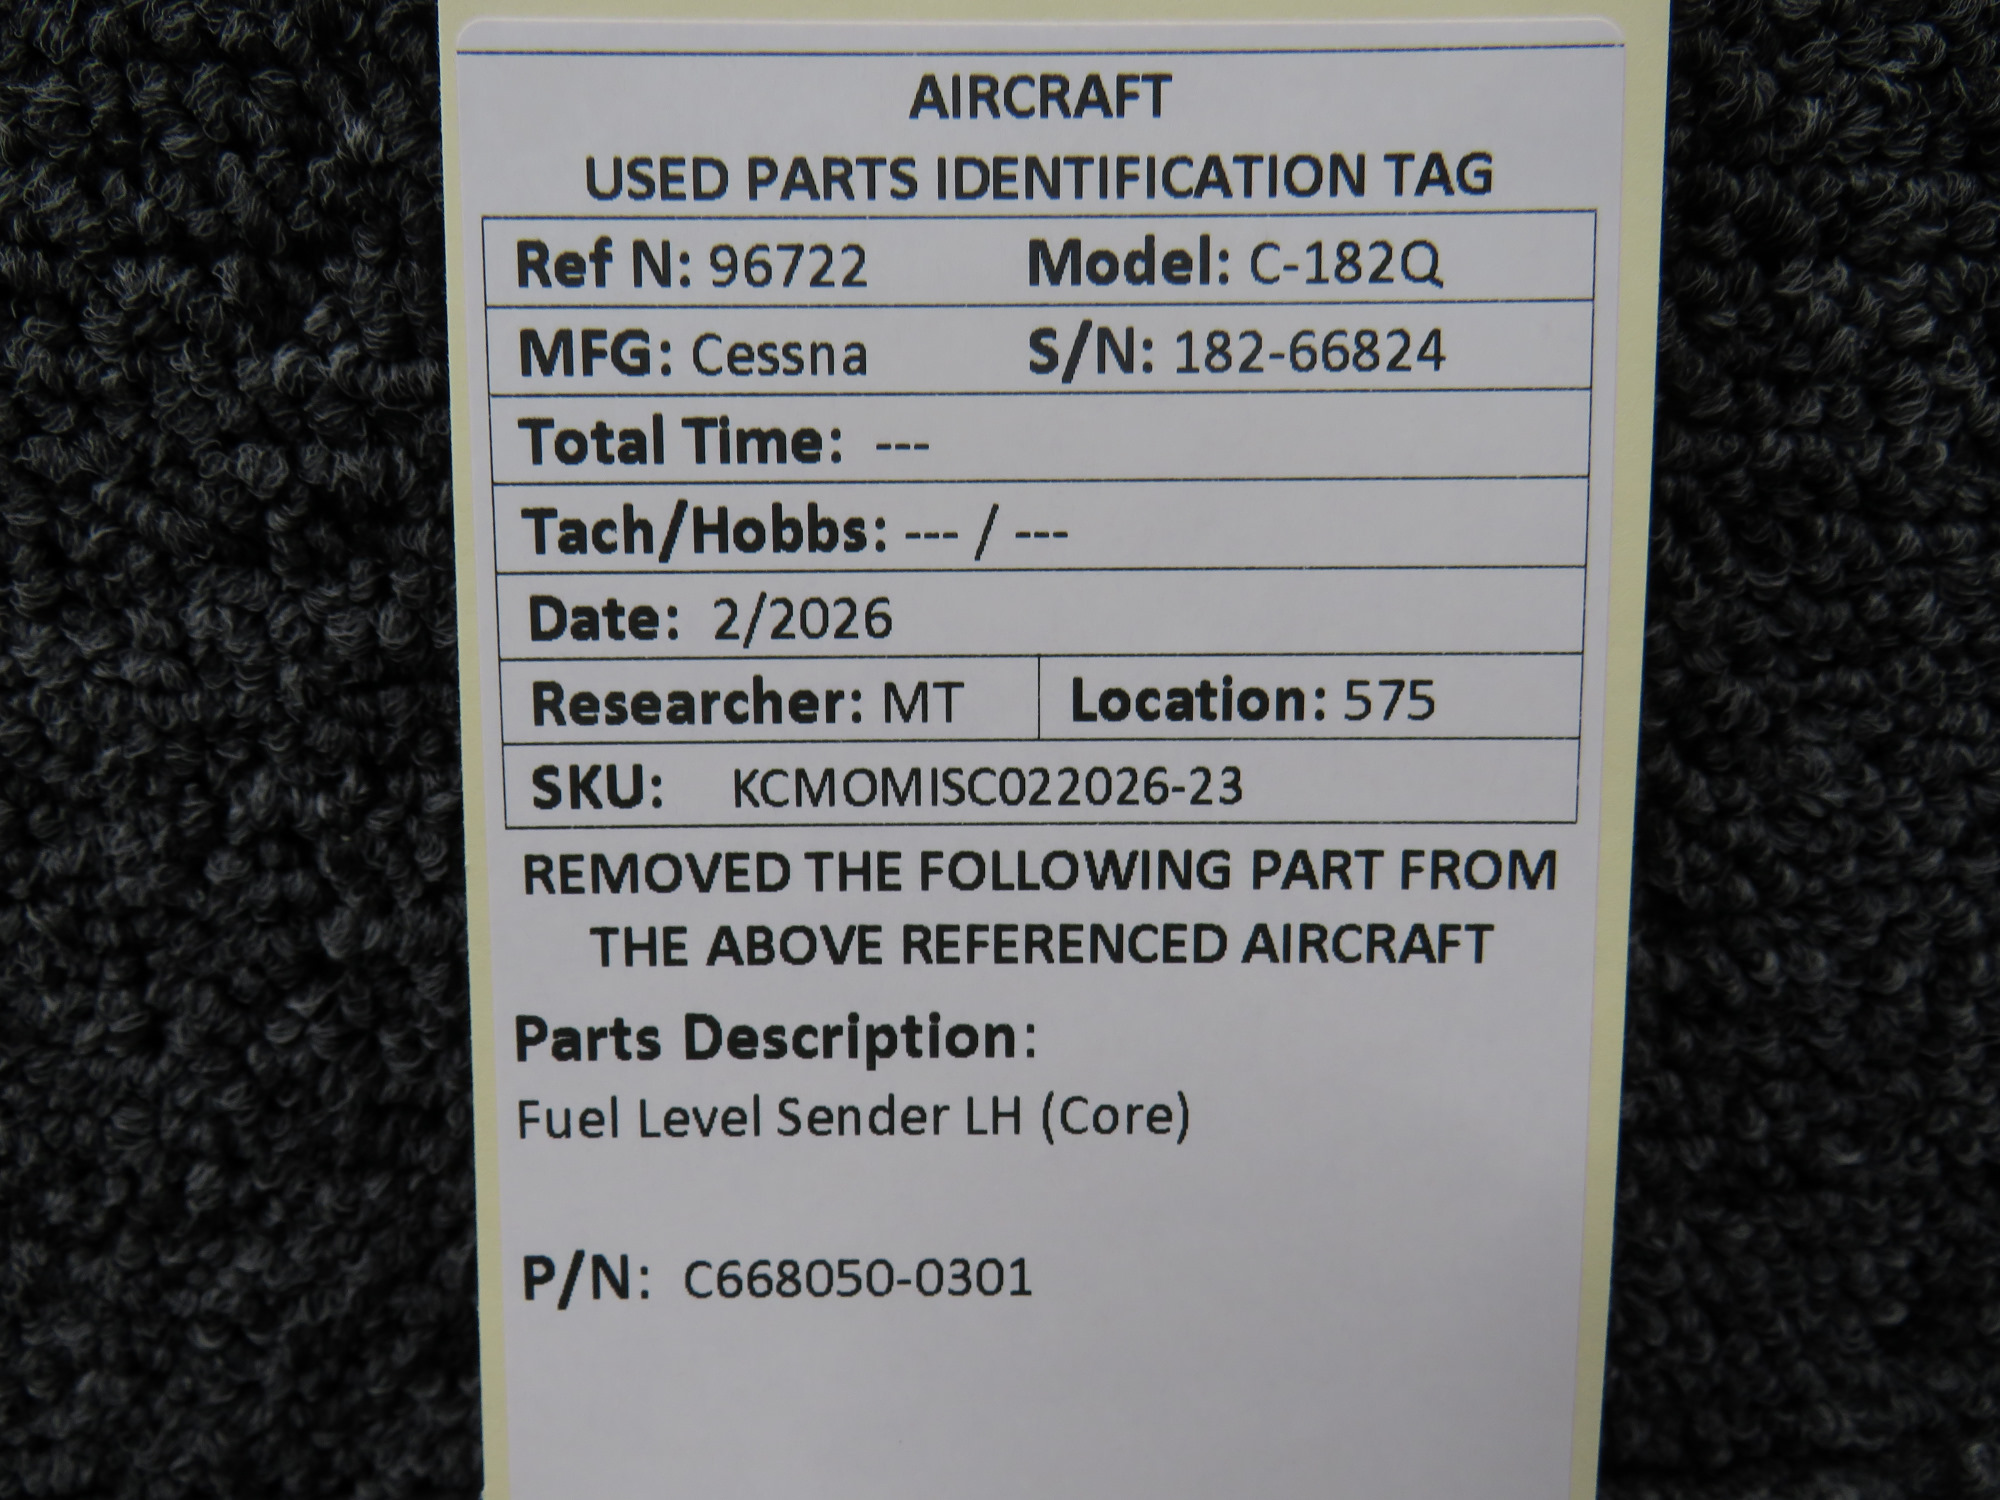 AIRCRAFT
USED PARTS IDENTIFICATION TAG
Ref N: 96722 Model: C-182Q
MFG: Cessna S/N: 182-66824
Total Time: ---
Tach/Hobbs: --- / ---
Date: 2/2026
Researcher: MT Location: 575
SKU: KCMOMISC022026-23
REMOVED THE FOLLOWING PART FROM
THE ABOVE REFERENCED AIRCRAFT
Parts Description:
Fuel Level Sender LH (Core)
P/N: C668050-0301